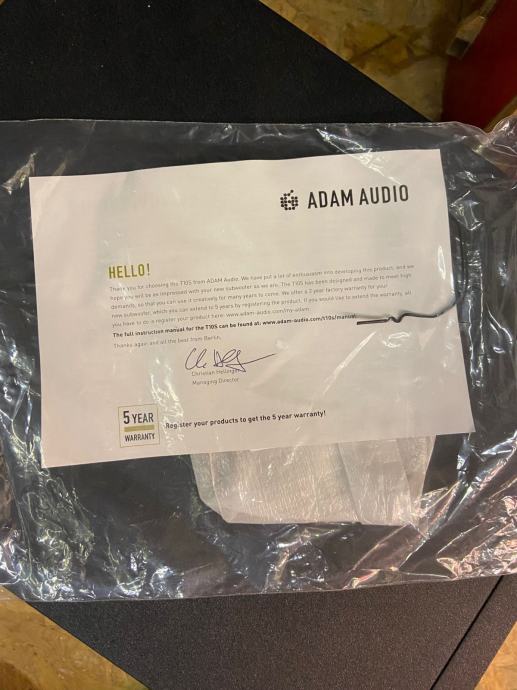 ADAM AUDIO
HELLO!
Thank you for choosing the T10S from ADAM Audio. We have put a lot of enthusiasm into developing this product, and we
hope you will be as impressed with your new subwoofer as we are. The T10S has been designed and made to meet high
demands, so that you can use it creatively for many years to come. We offer a 2 year factory warranty for your
new subwoofer, which you can extend to 5 years by registering the product. If you would like to extend the warranty, all
you have to do is register your product here: www.adam-audio.com/my-adam
The full instruction manual for the T10S can be found at: www.adam-audio.com/t10s/manual
Thanks again and all the best from Berlin,
Christian Hellinger
Managing Director
5 YEAR
WARRANTY
Register your products to get the 5 year warranty!